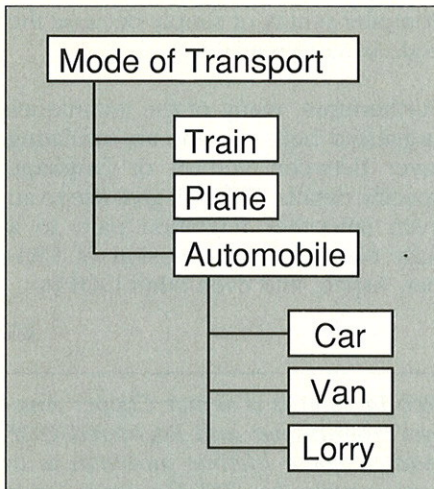 Mode of Transport
Train
Plane
Automobile
Car
Van
Lorry